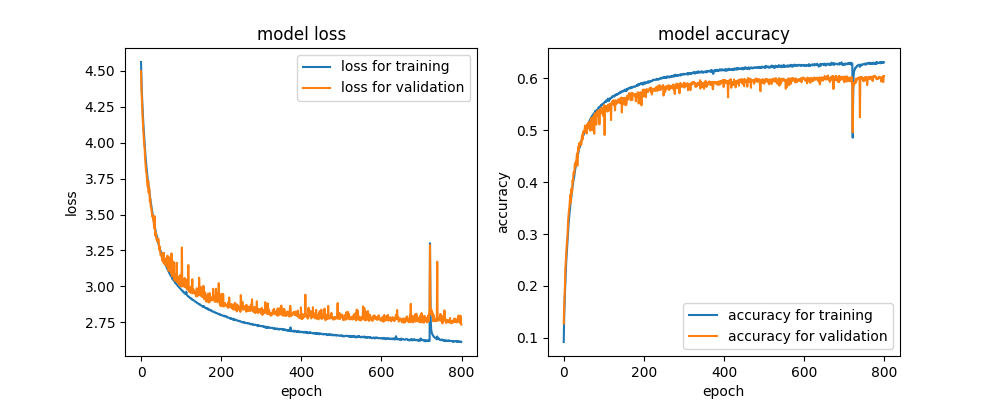 model loss
loss
4.50
4.25
4.00
3.75
3.50
3.25
3.00
2.75
loss for training
loss for validation
0
200
400
600
800
epoch
model accuracy
accuracy
0.6
0.5
0.4
0.3
0.2
0.1
accuracy for training
accuracy for validation
0
200
400
600
800
epoch